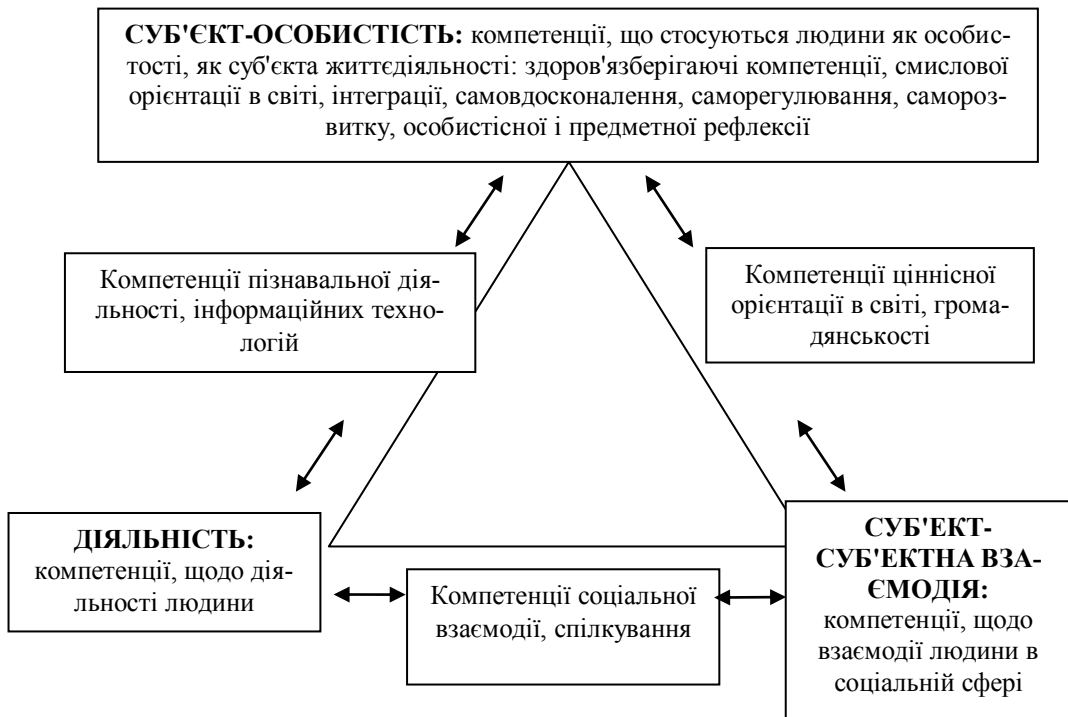 СУБ'ЄКТ-ОСОБИСТІСТЬ: компетенції, що стосуються людини як особис-
тості, як суб'єкта життєдіяльності: здоров'язберігаючі компетенції, смислової
орієнтації в світі, інтеграції, самовдосконалення, саморегулювання, самороз-
витку, особистісної і предметної рефлексії
Компетенції пізнавальної дія-
льності, інформаційних техно-
логій
Компетенції ціннісної
орієнтації в світі, грома-
дянськості
ДІЯЛЬНІСТЬ:
компетенції, щодо дія-
льності людини
Компетенції соціальної
взаємодії, спілкування
СУБ'ЕКТ-
СУБ'ЕКТНА ВЗА-
ЄМОДІЯ:
компетенції, щодо
взаємодії людини в
соціальній сфері